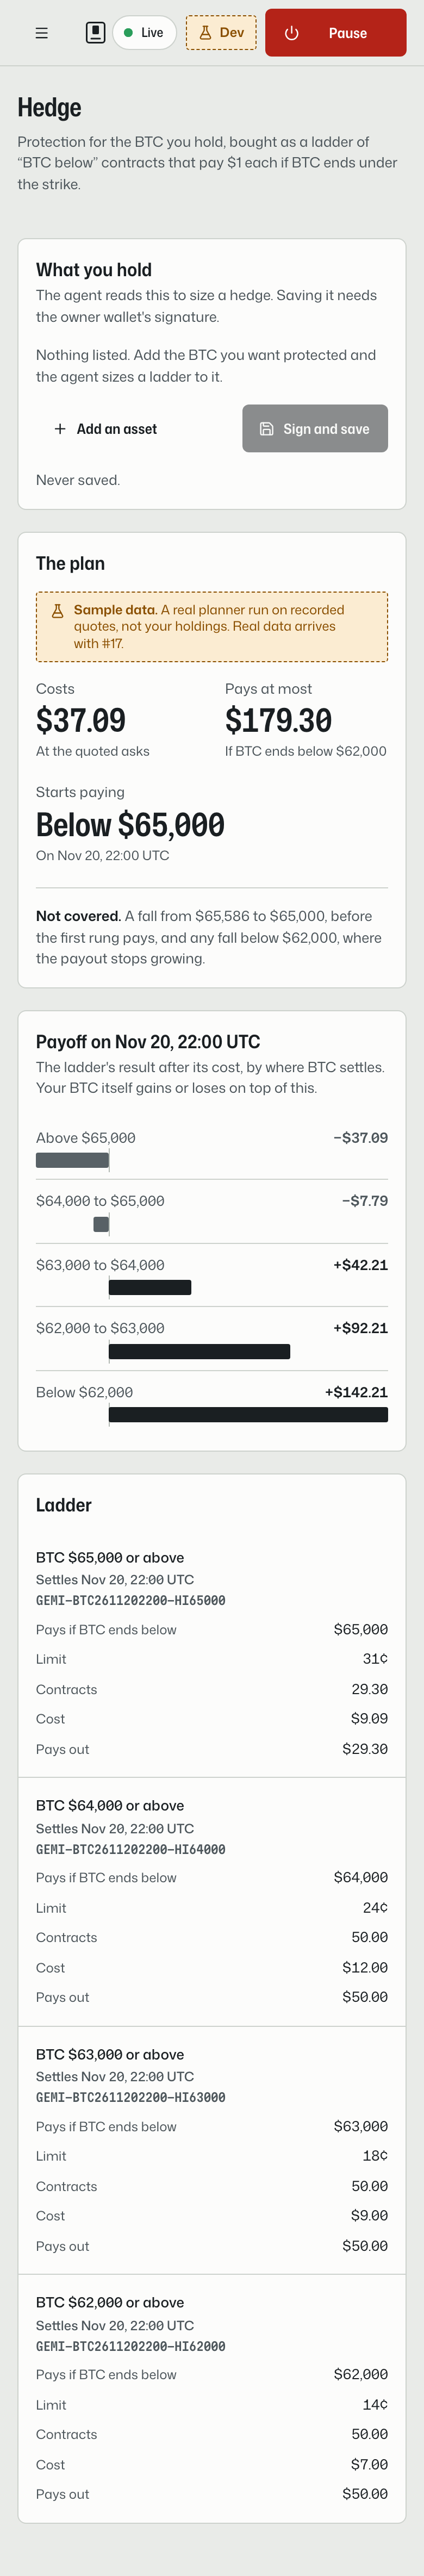 Live
Dev
Pause
Hedge
Protection for the BTC you hold, bought as a ladder of
“BTC below” contracts that pay $1 each if BTC ends under
the strike.
What you hold
The agent reads this to size a hedge. Saving it needs
the owner wallet's signature.
Nothing listed. Add the BTC you want protected and
the agent sizes a ladder to it.
Add an asset
Sign and save
Never saved.
The plan
Sample data. A real planner run on recorded
quotes, not your holdings. Real data arrives
with #17.
Costs
$37.09
At the quoted asks
Pays at most
$179.30
If BTC ends below $62,000
Starts paying
Below $65,000
On Nov 20, 22:00 UTC
Not covered. A fall from $65,586 to $65,000, before
the first rung pays, and any fall below $62,000, where
the payout stops growing.
Payoff on Nov 20, 22:00 UTC
The ladder's result after its cost, by where BTC settles.
Your BTC itself gains or loses on top of this.
Above $65,000 −$37.09
$64,000 to $65,000 −$7.79
$63,000 to $64,000 +$42.21
$62,000 to $63,000 +$92.21
Below $62,000 +$142.21
Ladder
BTC $65,000 or above
Settles Nov 20, 22:00 UTC
GEMI-BTC2611202200-HI65000
Pays if BTC ends below $65,000
Limit 31¢
Contracts 29.30
Cost $9.09
Pays out $29.30
BTC $64,000 or above
Settles Nov 20, 22:00 UTC
GEMI-BTC2611202200-HI64000
Pays if BTC ends below $64,000
Limit 24¢
Contracts 50.00
Cost $12.00
Pays out $50.00
BTC $63,000 or above
Settles Nov 20, 22:00 UTC
GEMI-BTC2611202200-HI63000
Pays if BTC ends below $63,000
Limit 18¢
Contracts 50.00
Cost $9.00
Pays out $50.00
BTC $62,000 or above
Settles Nov 20, 22:00 UTC
GEMI-BTC2611202200-HI62000
Pays if BTC ends below $62,000
Limit 14¢
Contracts 50.00
Cost $7.00
Pays out $50.00